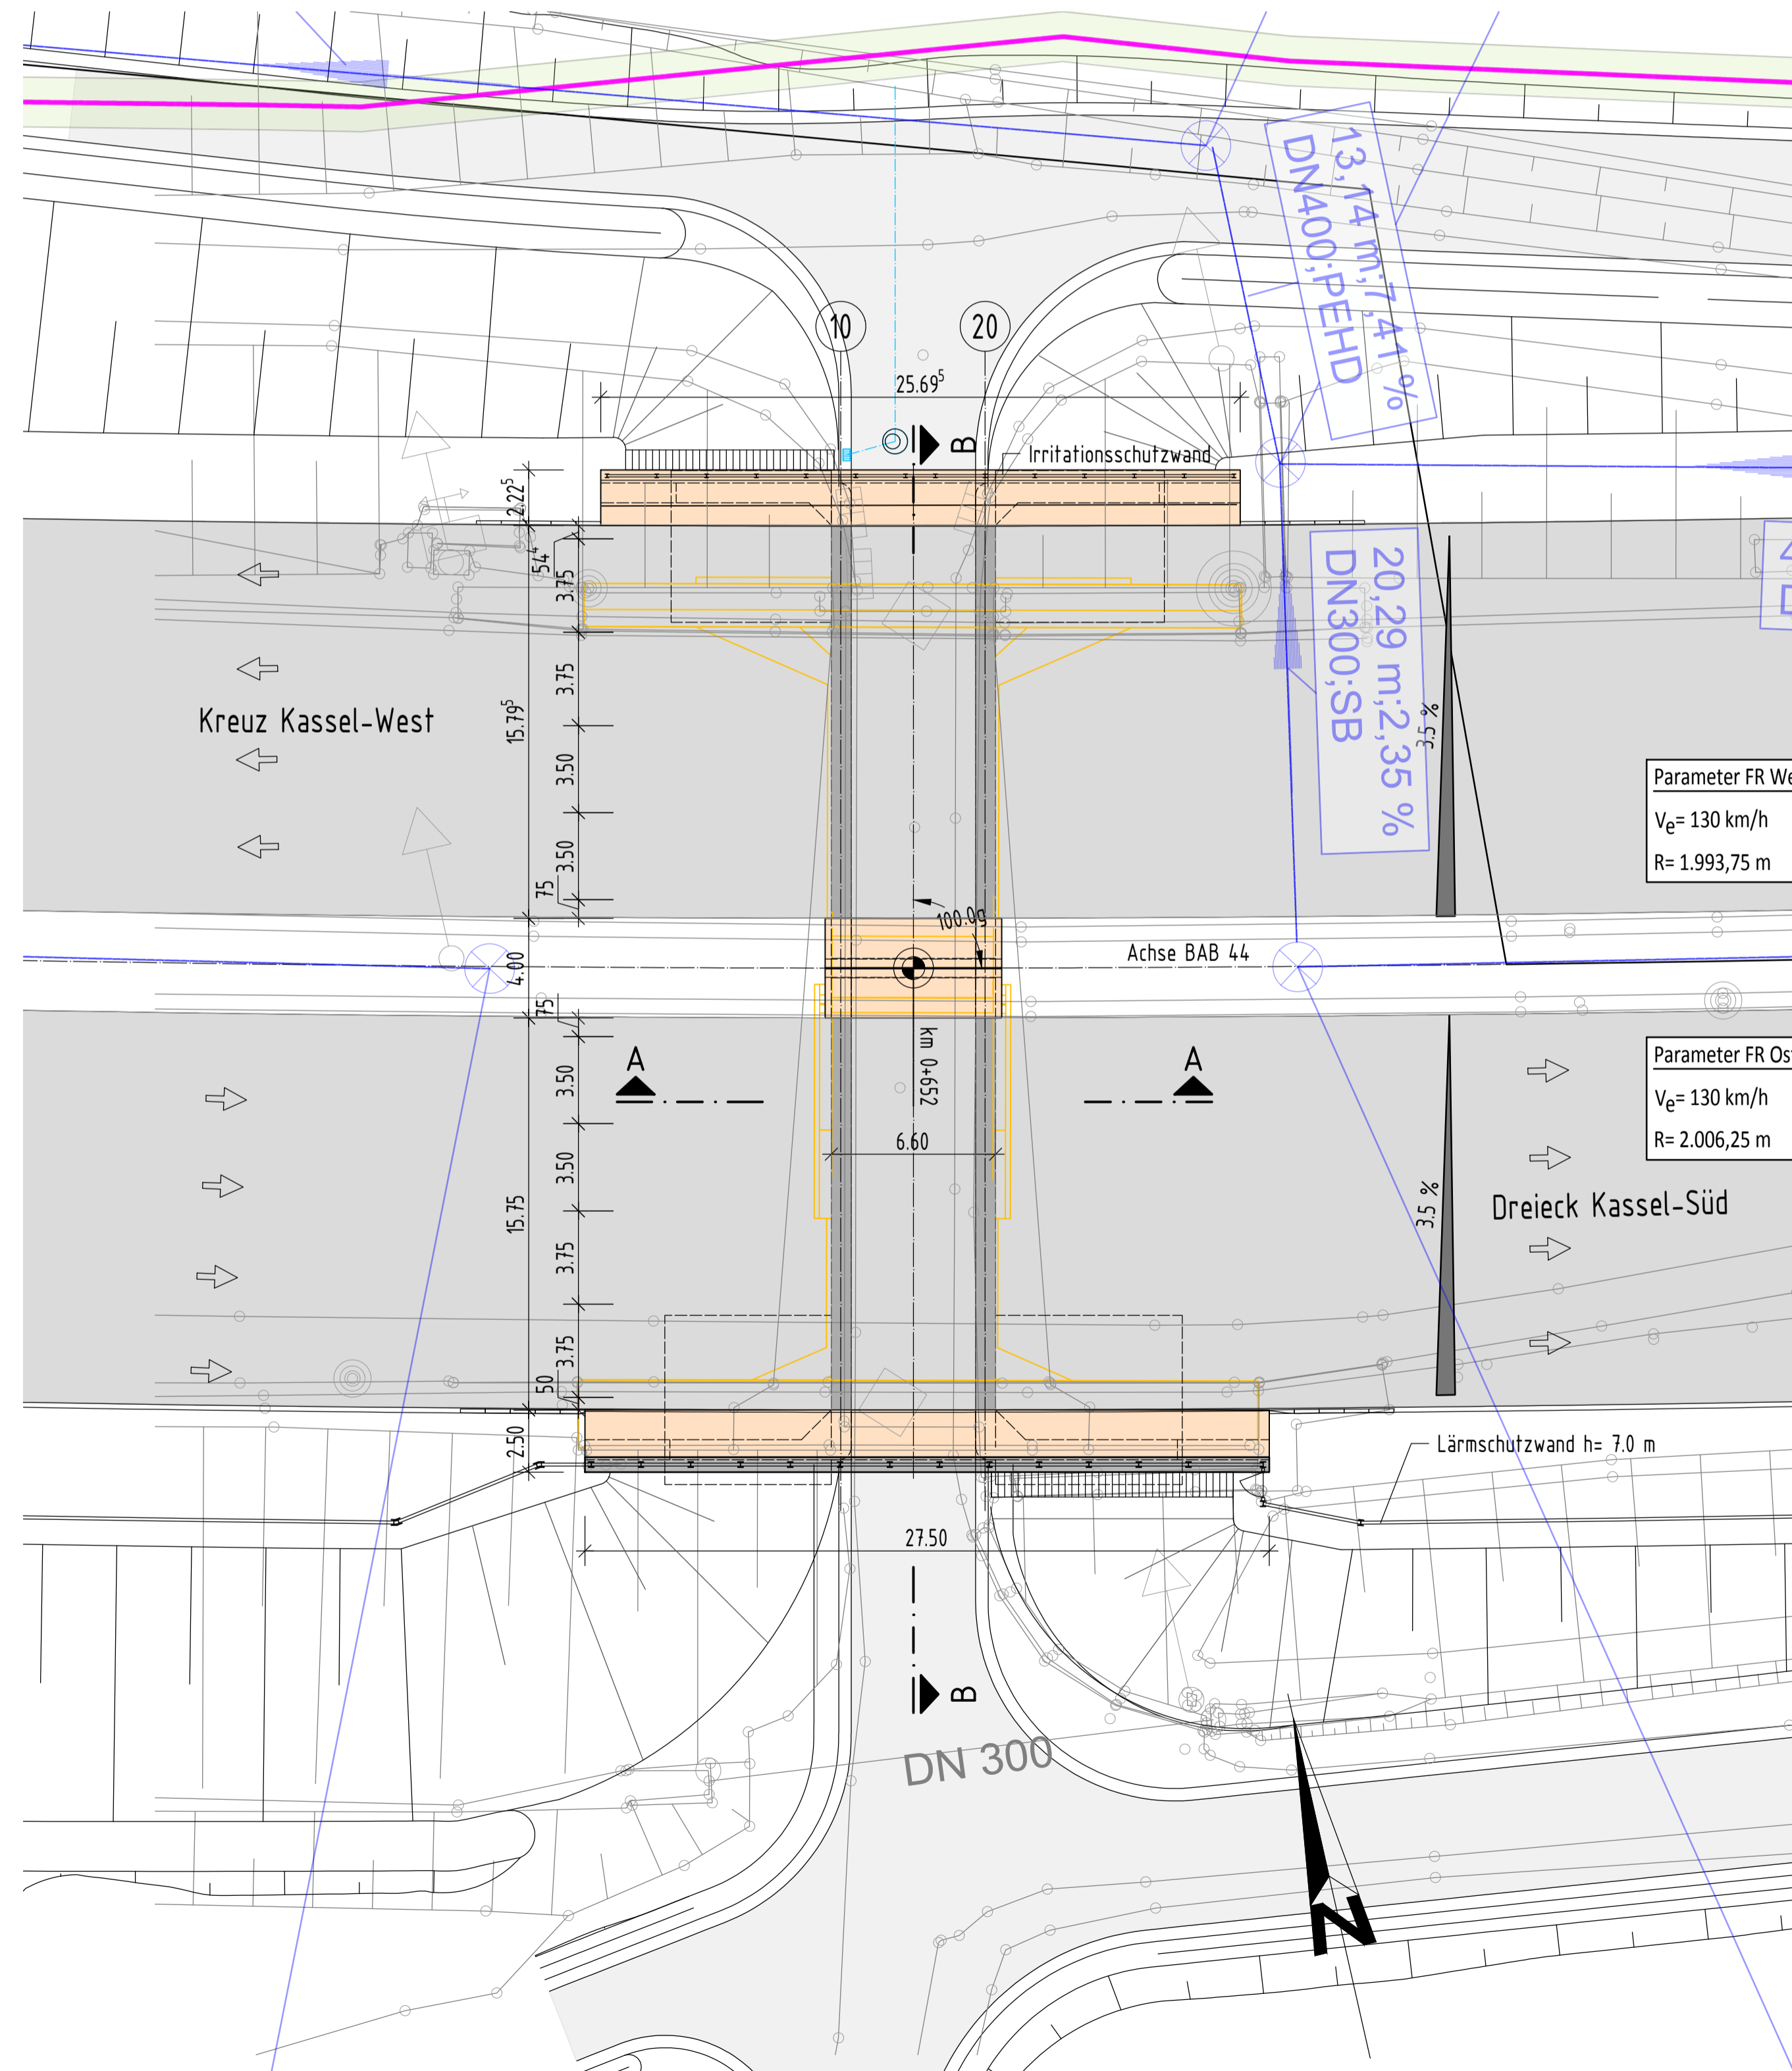 13,14 m;7,41 %
DN400;PEHD
10
20
25.69⁵
B
Irritationsschutzwand
2.22⁵
54⁴
3.75
20,29 m;2,35 %
DN300;SB
3.75
Kreuz Kassel-West
15.79⁵
3.5 %
3.50
Parameter FR We
Ve= 130 km/h
R= 1.993,75 m
3.50
75
100.0g
Achse BAB 44
4.00
75
km 0+652
A
A
Parameter FR Os
Ve= 130 km/h
R= 2.006,25 m
3.50
6.60
3.50
15.75
3.5 %
Dreieck Kassel-Süd
3.75
3.75
50
2.50
Lärmschutzwand h= 7.0 m
27.50
B
DN 300
N